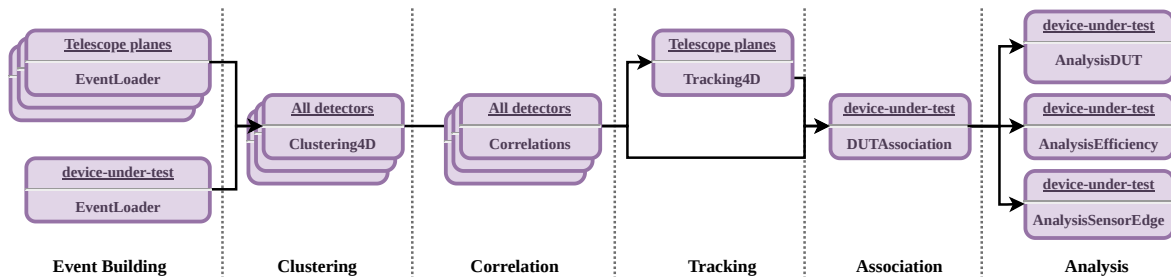 Telescope planes
EventLoader
device-under-test
EventLoader
Event Building
All detectors
Clustering4D
Clustering
All detectors
Correlations
Correlation
Telescope planes
Tracking4D
Tracking
device-under-test
DUTAssociation
Association
device-under-test
AnalysisDUT
device-under-test
AnalysisEfficiency
device-under-test
AnalysisSensorEdge
Analysis